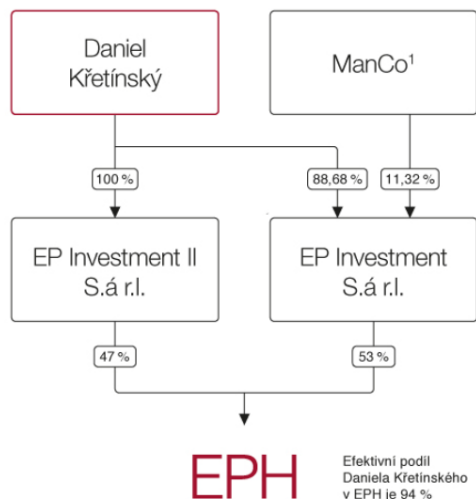 Daniel
Křetínský
ManCo¹
100 %
88,68 %
11,32 %
EP Investment II
S.á r.l.
EP Investment
S.á r.l.
47 %
53 %
EPH
Efektivní podíl
Daniela Křetínského
v EPH je 94 %